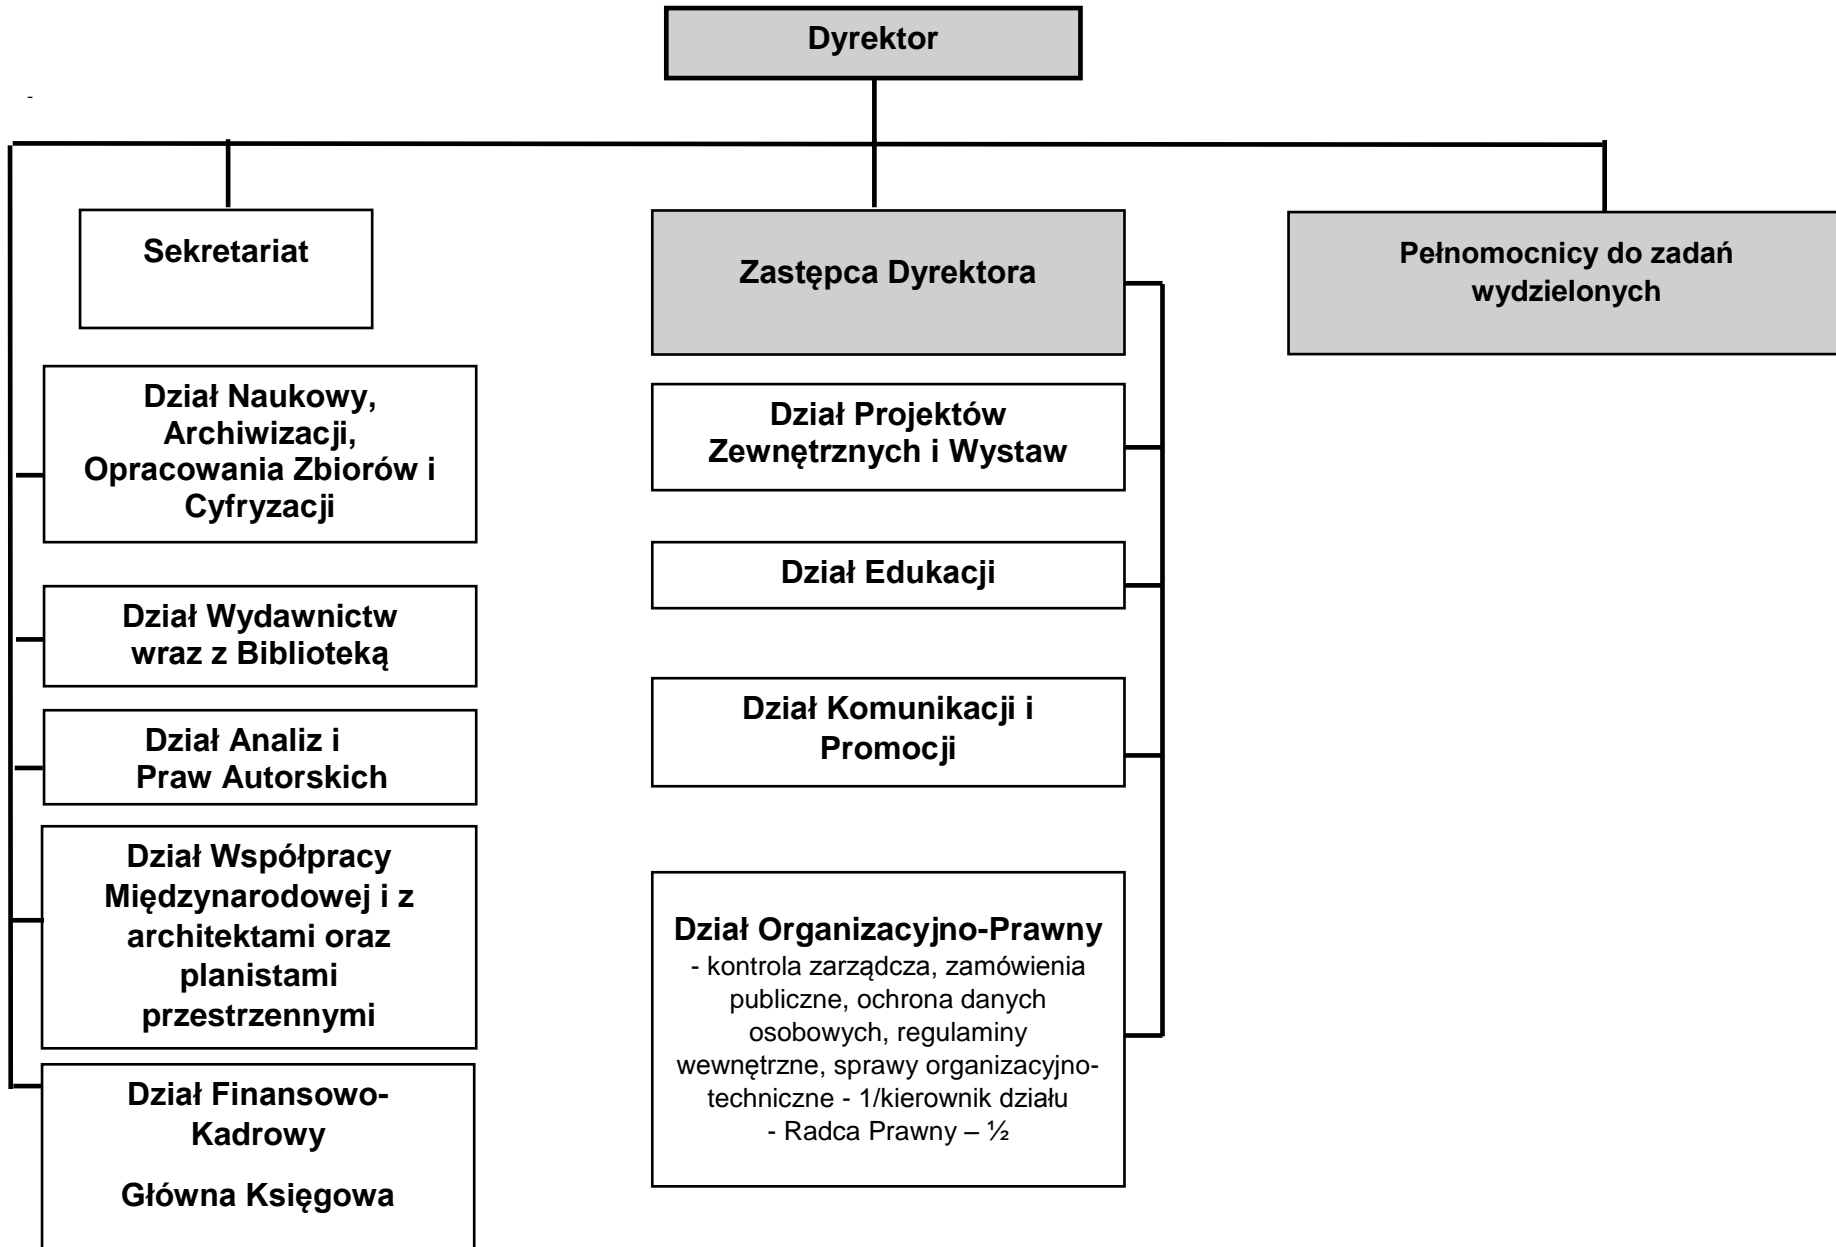 Dyrektor
-
Sekretariat
Zastępca Dyrektora
Pełnomocnicy do zadań
wydzielonych
Dział Naukowy,
Archiwizacji,
Opracowania Zbiorów i
Cyfryzacji
Dział Wydawnictw
wraz z Biblioteką
Dział Analiz i
Praw Autorskich
Dział Współpracy
Międzynarodowej i z
architektami oraz
planistami
przestrzennymi
Dział Finansowo-
Kadrowy
Główna Księgowa
Dział Projektów
Zewnętrznych i Wystaw
Dział Edukacji
Dział Komunikacji i
Promocji
Dział Organizacyjno-Prawny
- kontrola zarządcza, zamówienia
publiczne, ochrona danych
osobowych, regulaminy
wewnętrzne, sprawy organizacyjno-
techniczne - 1/kierownik działu
- Radca Prawny – ½